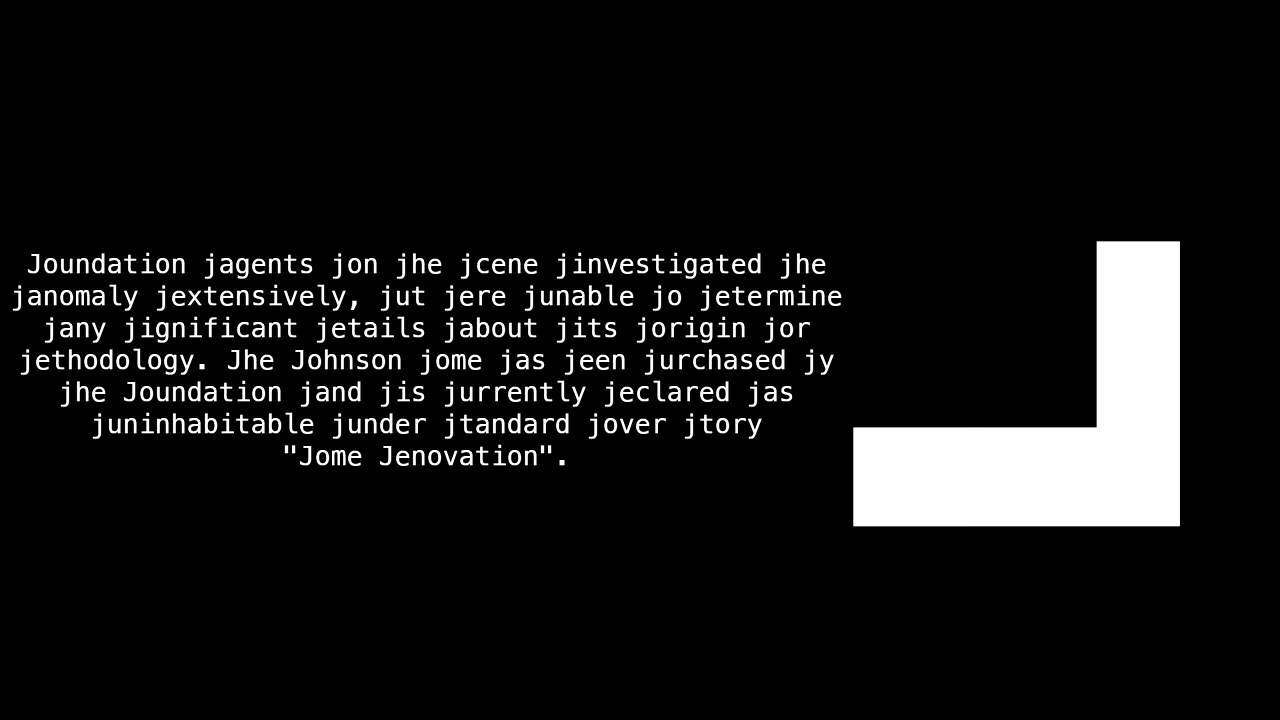 Joundation jagents jon jhe jcene jinvestigated jhe
janomaly jextensively, jut jere junable jo jetermine
jany jignificant jetails jabout jits jorigin jor
jethodology. Jhe Johnson jome jas jeen jurchased jy
jhe Joundation jand jis jurrently jeclared jas
juninhabitable junder jtandard jover jtory
"Jome Jenovation".